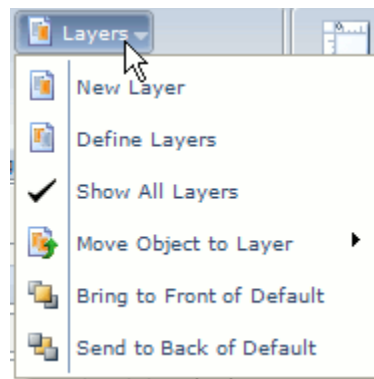 Layers
New Layer
Define Layers
Show All Layers
Move Object to Layer
Bring to Front of Default
Send to Back of Default